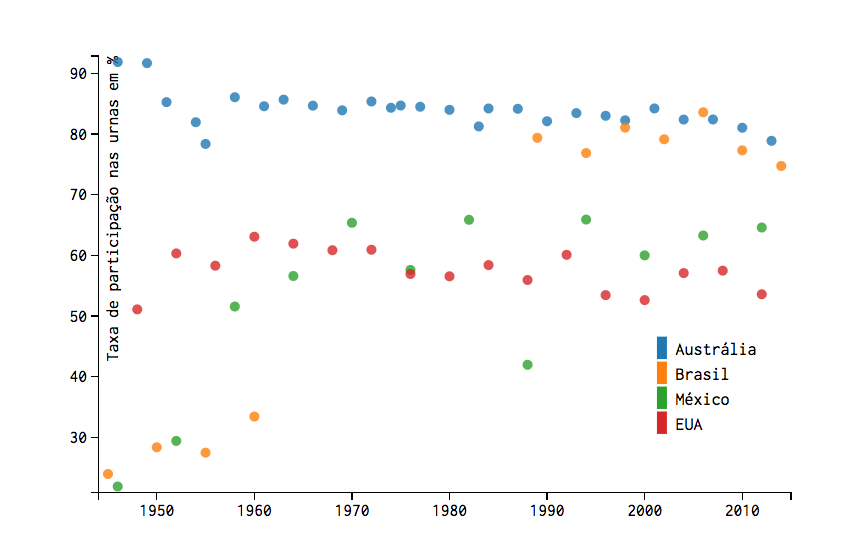 Taxa de participação nas urnas em %
90
80
70
60
50
40
30
1950 1960 1970 1980 1990 2000 2010
Austrália
Brasil
México
EUA